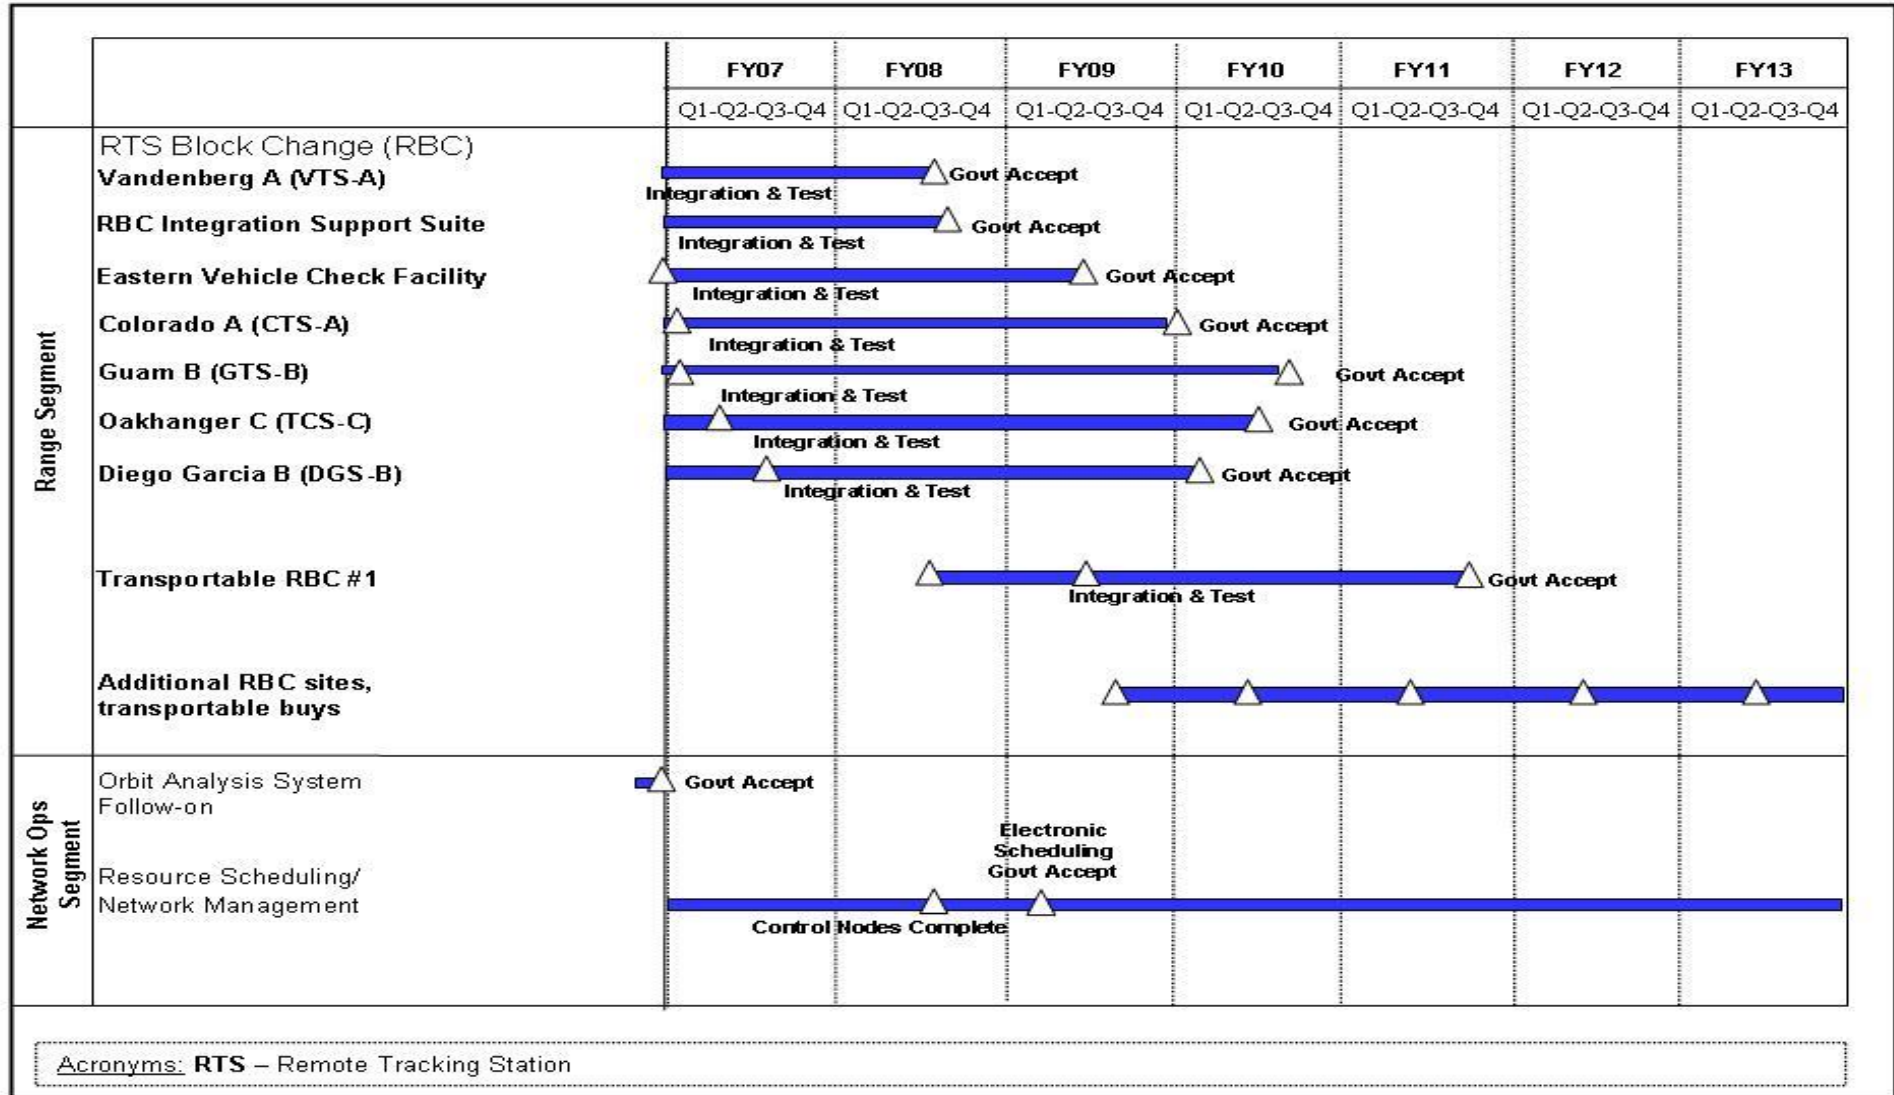 FY07 FY08 FY09 FY10 FY11 FY12 FY13
Q1-Q2-Q3-Q4 Q1-Q2-Q3-Q4 Q1-Q2-Q3-Q4 Q1-Q2-Q3-Q4 Q1-Q2-Q3-Q4 Q1-Q2-Q3-Q4 Q1-Q2-Q3-Q4
Range Segment
RTS Block Change (RBC)
Vandenberg A (VTS-A)
Govt Accept
Integration & Test
RBC Integration Support Suite
Govt Accept
Integration & Test
Eastern Vehicle Check Facility
Govt Accept
Integration & Test
Colorado A (CTS-A)
Govt Accept
Integration & Test
Guam B (GTS-B)
Govt Accept
Integration & Test
Oakhanger C (TCS-C)
Govt Accept
Integration & Test
Diego Garcia B (DGS-B)
Govt Accept
Integration & Test
Transportable RBC #1
Govt Accept
Integration & Test
Additional RBC sites,
transportable buys
Network Ops
Segment
Orbit Analysis System
Follow-on
Govt Accept
Electronic
Scheduling
Govt Accept
Resource Scheduling/
Network Management
Control Nodes Complete
Acronyms: RTS – Remote Tracking Station